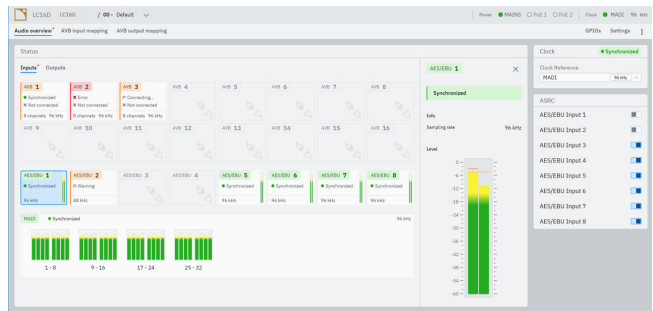 LC16D LC16D / 00 - Default Power MAINS PoE 1 PoE 2 Clock MADI 96 kHz
Audio overview AVB input mapping AVB output mapping GPIOs Settings
Status
Inputs Outputs
AVB 1
Synchronized
Not connected
8 channels 96 kHz
AVB 2
Error
Not connected
8 channels 96 kHz
AVB 3
Connecting...
Not connected
8 channels 96 kHz
AVB 4
AVB 5
AVB 6
AVB 7
AVB 8
AVB 9
AVB 10
AVB 11
AVB 12
AVB 13
AVB 14
AVB 15
AVB 16
AES/EBU 1
Synchronized
96 kHz
AES/EBU 2
Warning
48 kHz
AES/EBU 3
AES/EBU 4
AES/EBU 5
Synchronized
96 kHz
AES/EBU 6
Synchronized
96 kHz
AES/EBU 7
Synchronized
96 kHz
AES/EBU 8
Synchronized
96 kHz
MADI Synchronized 96 kHz
1 - 8 9 - 16 17 - 24 25 - 32
AES/EBU 1
Synchronized
Info
Sampling rate 96 kHz
Level
0
-6
-12
-18
-24
-30
-36
-42
-48
-54
-60
Clock Synchronized
Clock Reference
MADI 96 kHz
ASRC
AES/EBU Input 1
AES/EBU Input 2
AES/EBU Input 3
AES/EBU Input 4
AES/EBU Input 5
AES/EBU Input 6
AES/EBU Input 7
AES/EBU Input 8